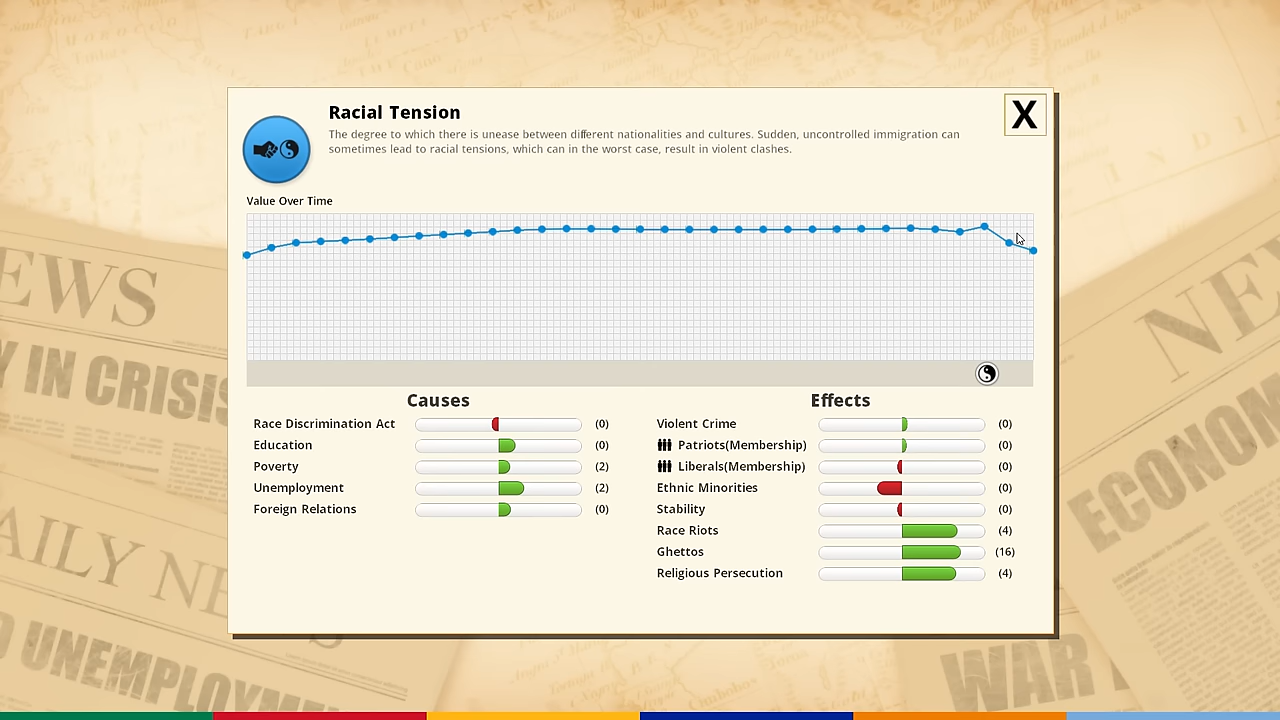 Racial Tension
X
The degree to which there is unease between different nationalities and cultures. Sudden, uncontrolled immigration can
sometimes lead to racial tensions, which can in the worst case, result in violent clashes.
Value Over Time
Causes
Race Discrimination Act (0)
Education (0)
Poverty (2)
Unemployment (2)
Foreign Relations (0)
Effects
Violent Crime (0)
Patriots(Membership) (0)
Liberals(Membership) (0)
Ethnic Minorities (0)
Stability (0)
Race Riots (4)
Ghettos (16)
Religious Persecution (4)
EWS
Y IN CRISIS
AILY NE
UNEMPLOYM
NE
ECONOM
WAR